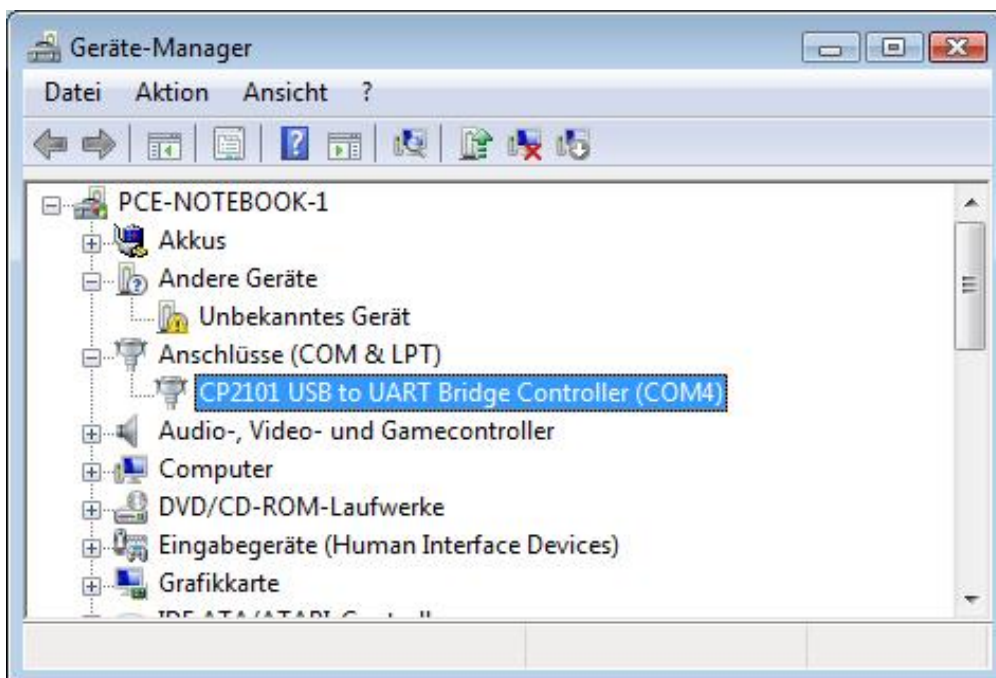 Geräte-Manager
Datei Aktion Ansicht ?
PCE-NOTEBOOK-1
Akkus
Andere Geräte
Unbekanntes Gerät
Anschlüsse (COM & LPT)
CP2101 USB to UART Bridge Controller (COM4)
Audio-, Video- und Gamecontroller
Computer
DVD/CD-ROM-Laufwerke
Eingabegeräte (Human Interface Devices)
Grafikkarte